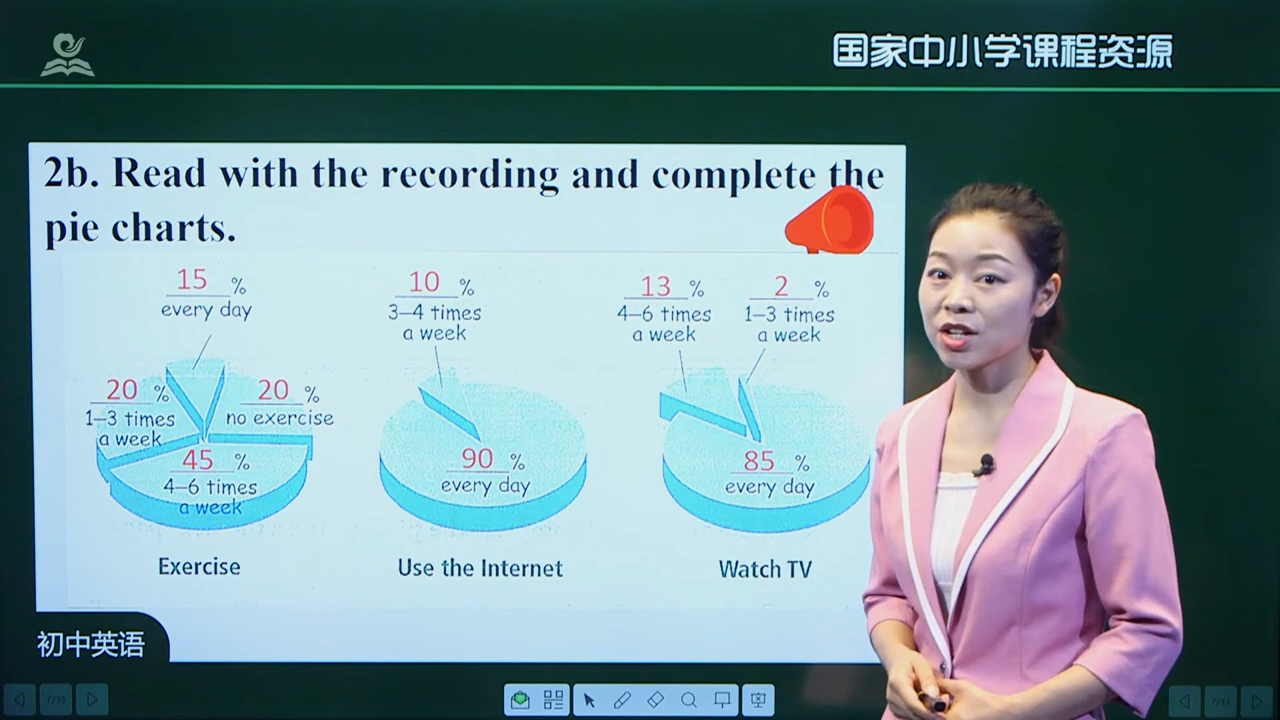 国家中小学课程资源
2b. Read with the recording and complete the
pie charts.
15 %
every day
20 %
1–3 times
a week
20 %
no exercise
45 %
4–6 times
a week
Exercise
10 %
3–4 times
a week
90 %
every day
Use the Internet
13 %
4–6 times
a week
2 %
1–3 times
a week
85 %
every day
Watch TV
初中英语
7/35